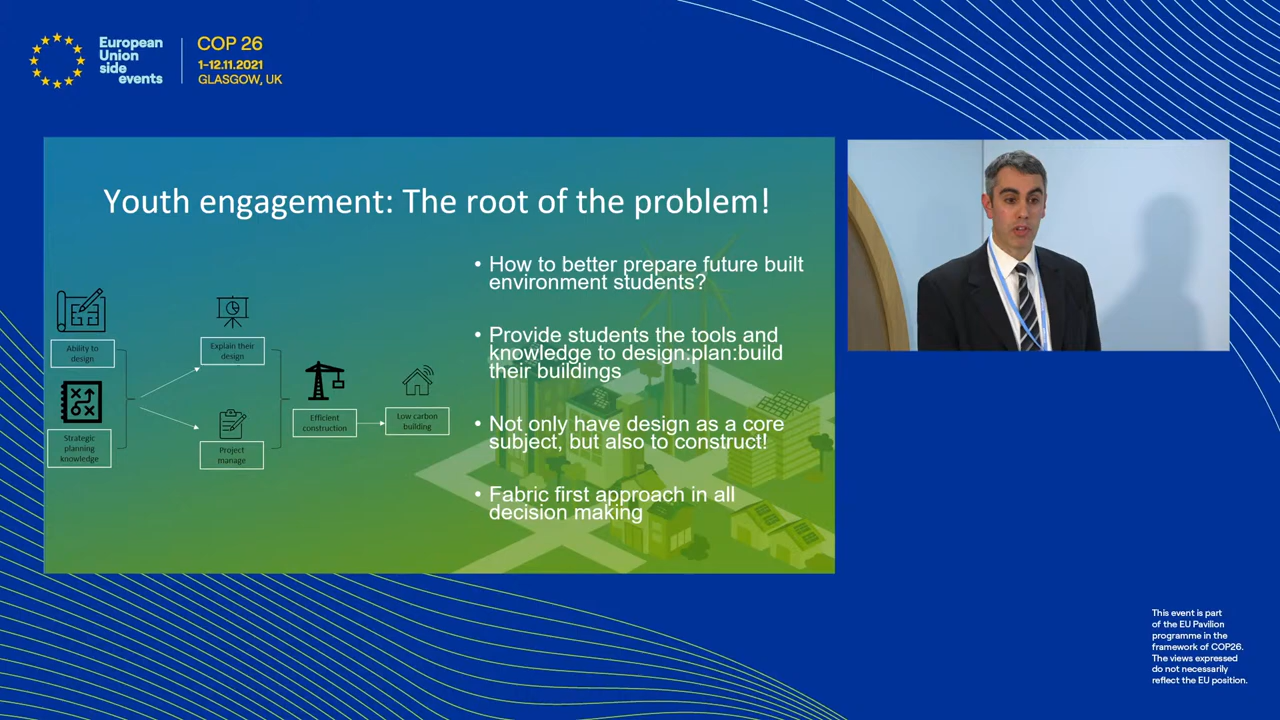 European
Union
side
events
COP 26
1-12.11.2021
GLASGOW, UK
Youth engagement: The root of the problem!
Ability to
design
Strategic
planning
knowledge
Explain their
design
Project
manage
Efficient
construction
Low carbon
building
• How to better prepare future built
environment students?
• Provide students the tools and
knowledge to design:plan:build
their buildings
• Not only have design as a core
subject, but also to construct!
• Fabric first approach in all
decision making
This event is part
of the EU Pavilion
programme in the
framework of COP26.
The views expressed
do not necessarily
reflect the EU position.